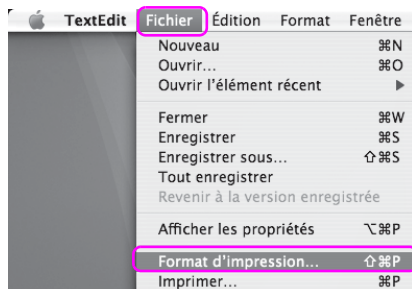 TextEdit Fichier Édition Format Fenêtre
Nouveau ⌘N
Ouvrir... ⌘O
Ouvrir l'élément récent ▶
Fermer ⌘W
Enregistrer ⌘S
Enregistrer sous... ⇧⌘S
Tout enregistrer
Revenir à la version enregistrée
Afficher les propriétés ⌥⌘P
Format d'impression... ⇧⌘P
Imprimer... ⌘P